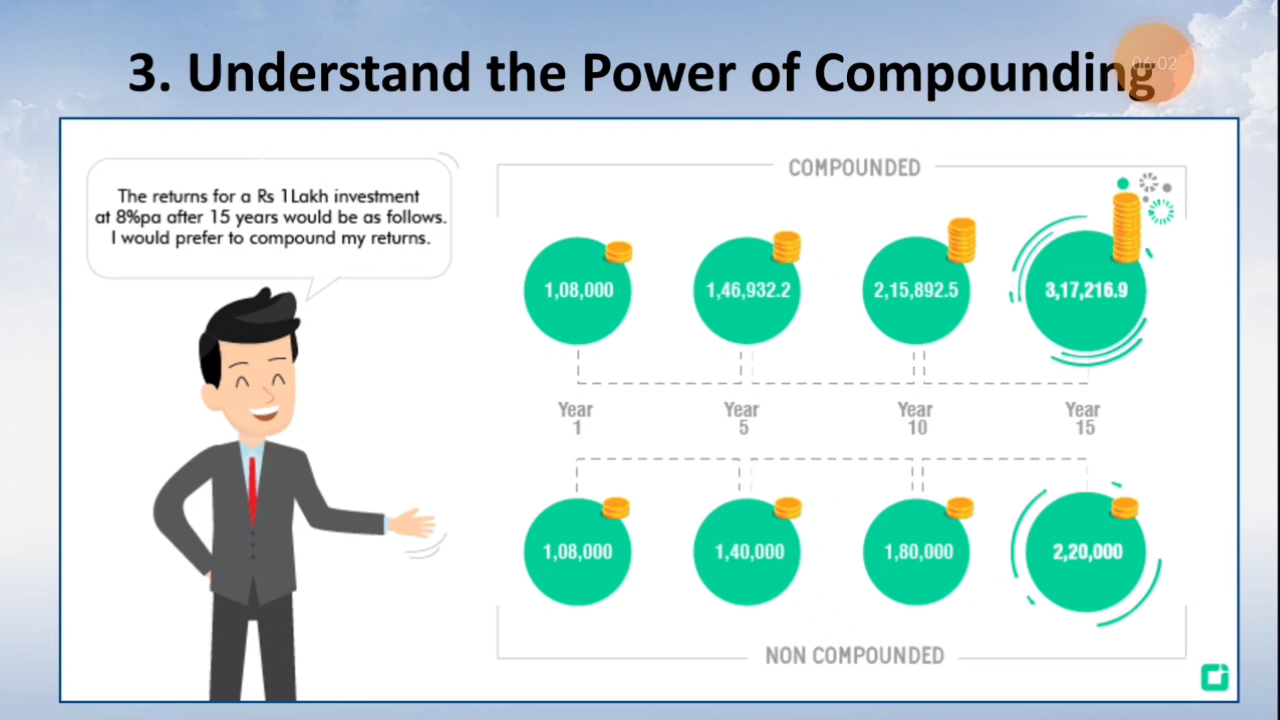 3. Understand the Power of Compounding
06:02
The returns for a Rs 1Lakh investment
at 8%pa after 15 years would be as follows.
I would prefer to compound my returns.
COMPOUNDED
1,08,000
1,46,932.2
2,15,892.5
3,17,216.9
Year
1
Year
5
Year
10
Year
15
1,08,000
1,40,000
1,80,000
2,20,000
NON COMPOUNDED